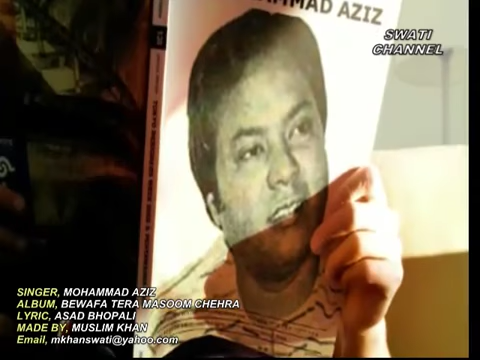 AMMAD AZIZ
SWATI
CHANNEL
SINGER, MOHAMMAD AZIZ
ALBUM, BEWAFA TERA MASOOM CHEHRA
LYRIC, ASAD BHOPALI
MADE BY, MUSLIM KHAN
Email, mkhanswati@yahoo.com